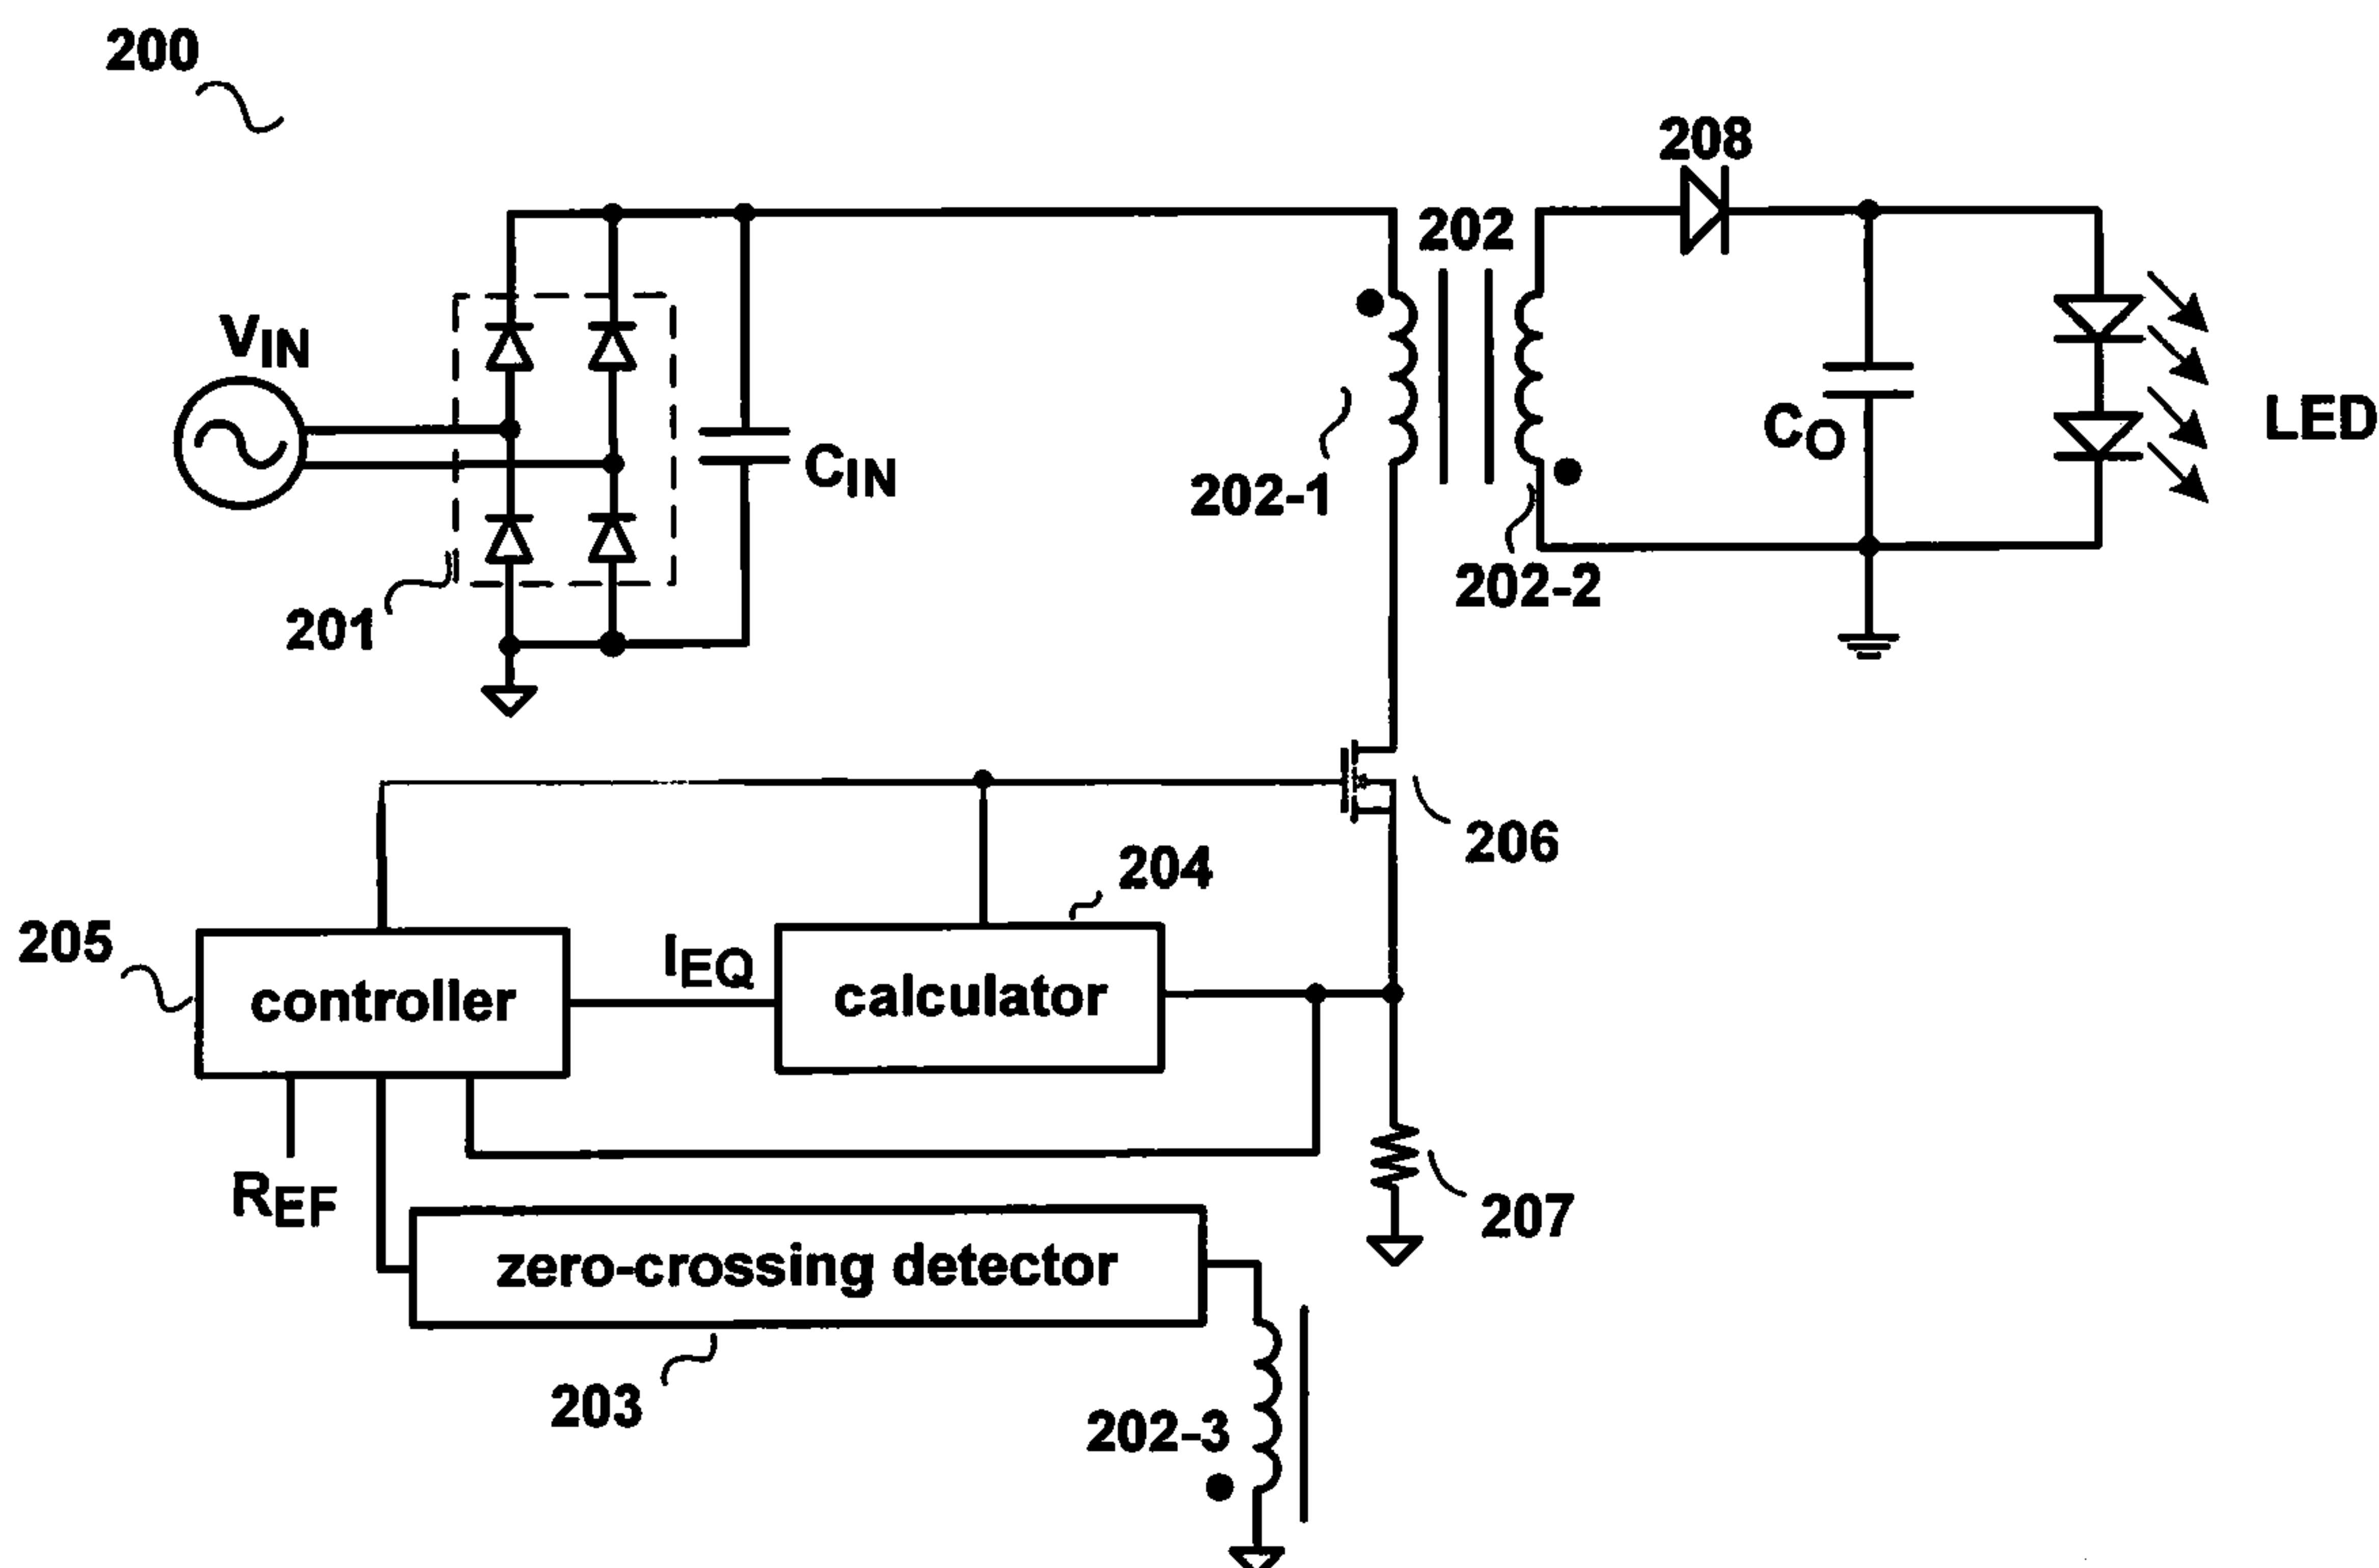 200
208
202
VIN
LED
CO
CIN
202-1
202-2
201
206
204
205
IEQ
controller
calculator
REF
207
zero-crossing detector
203
202-3